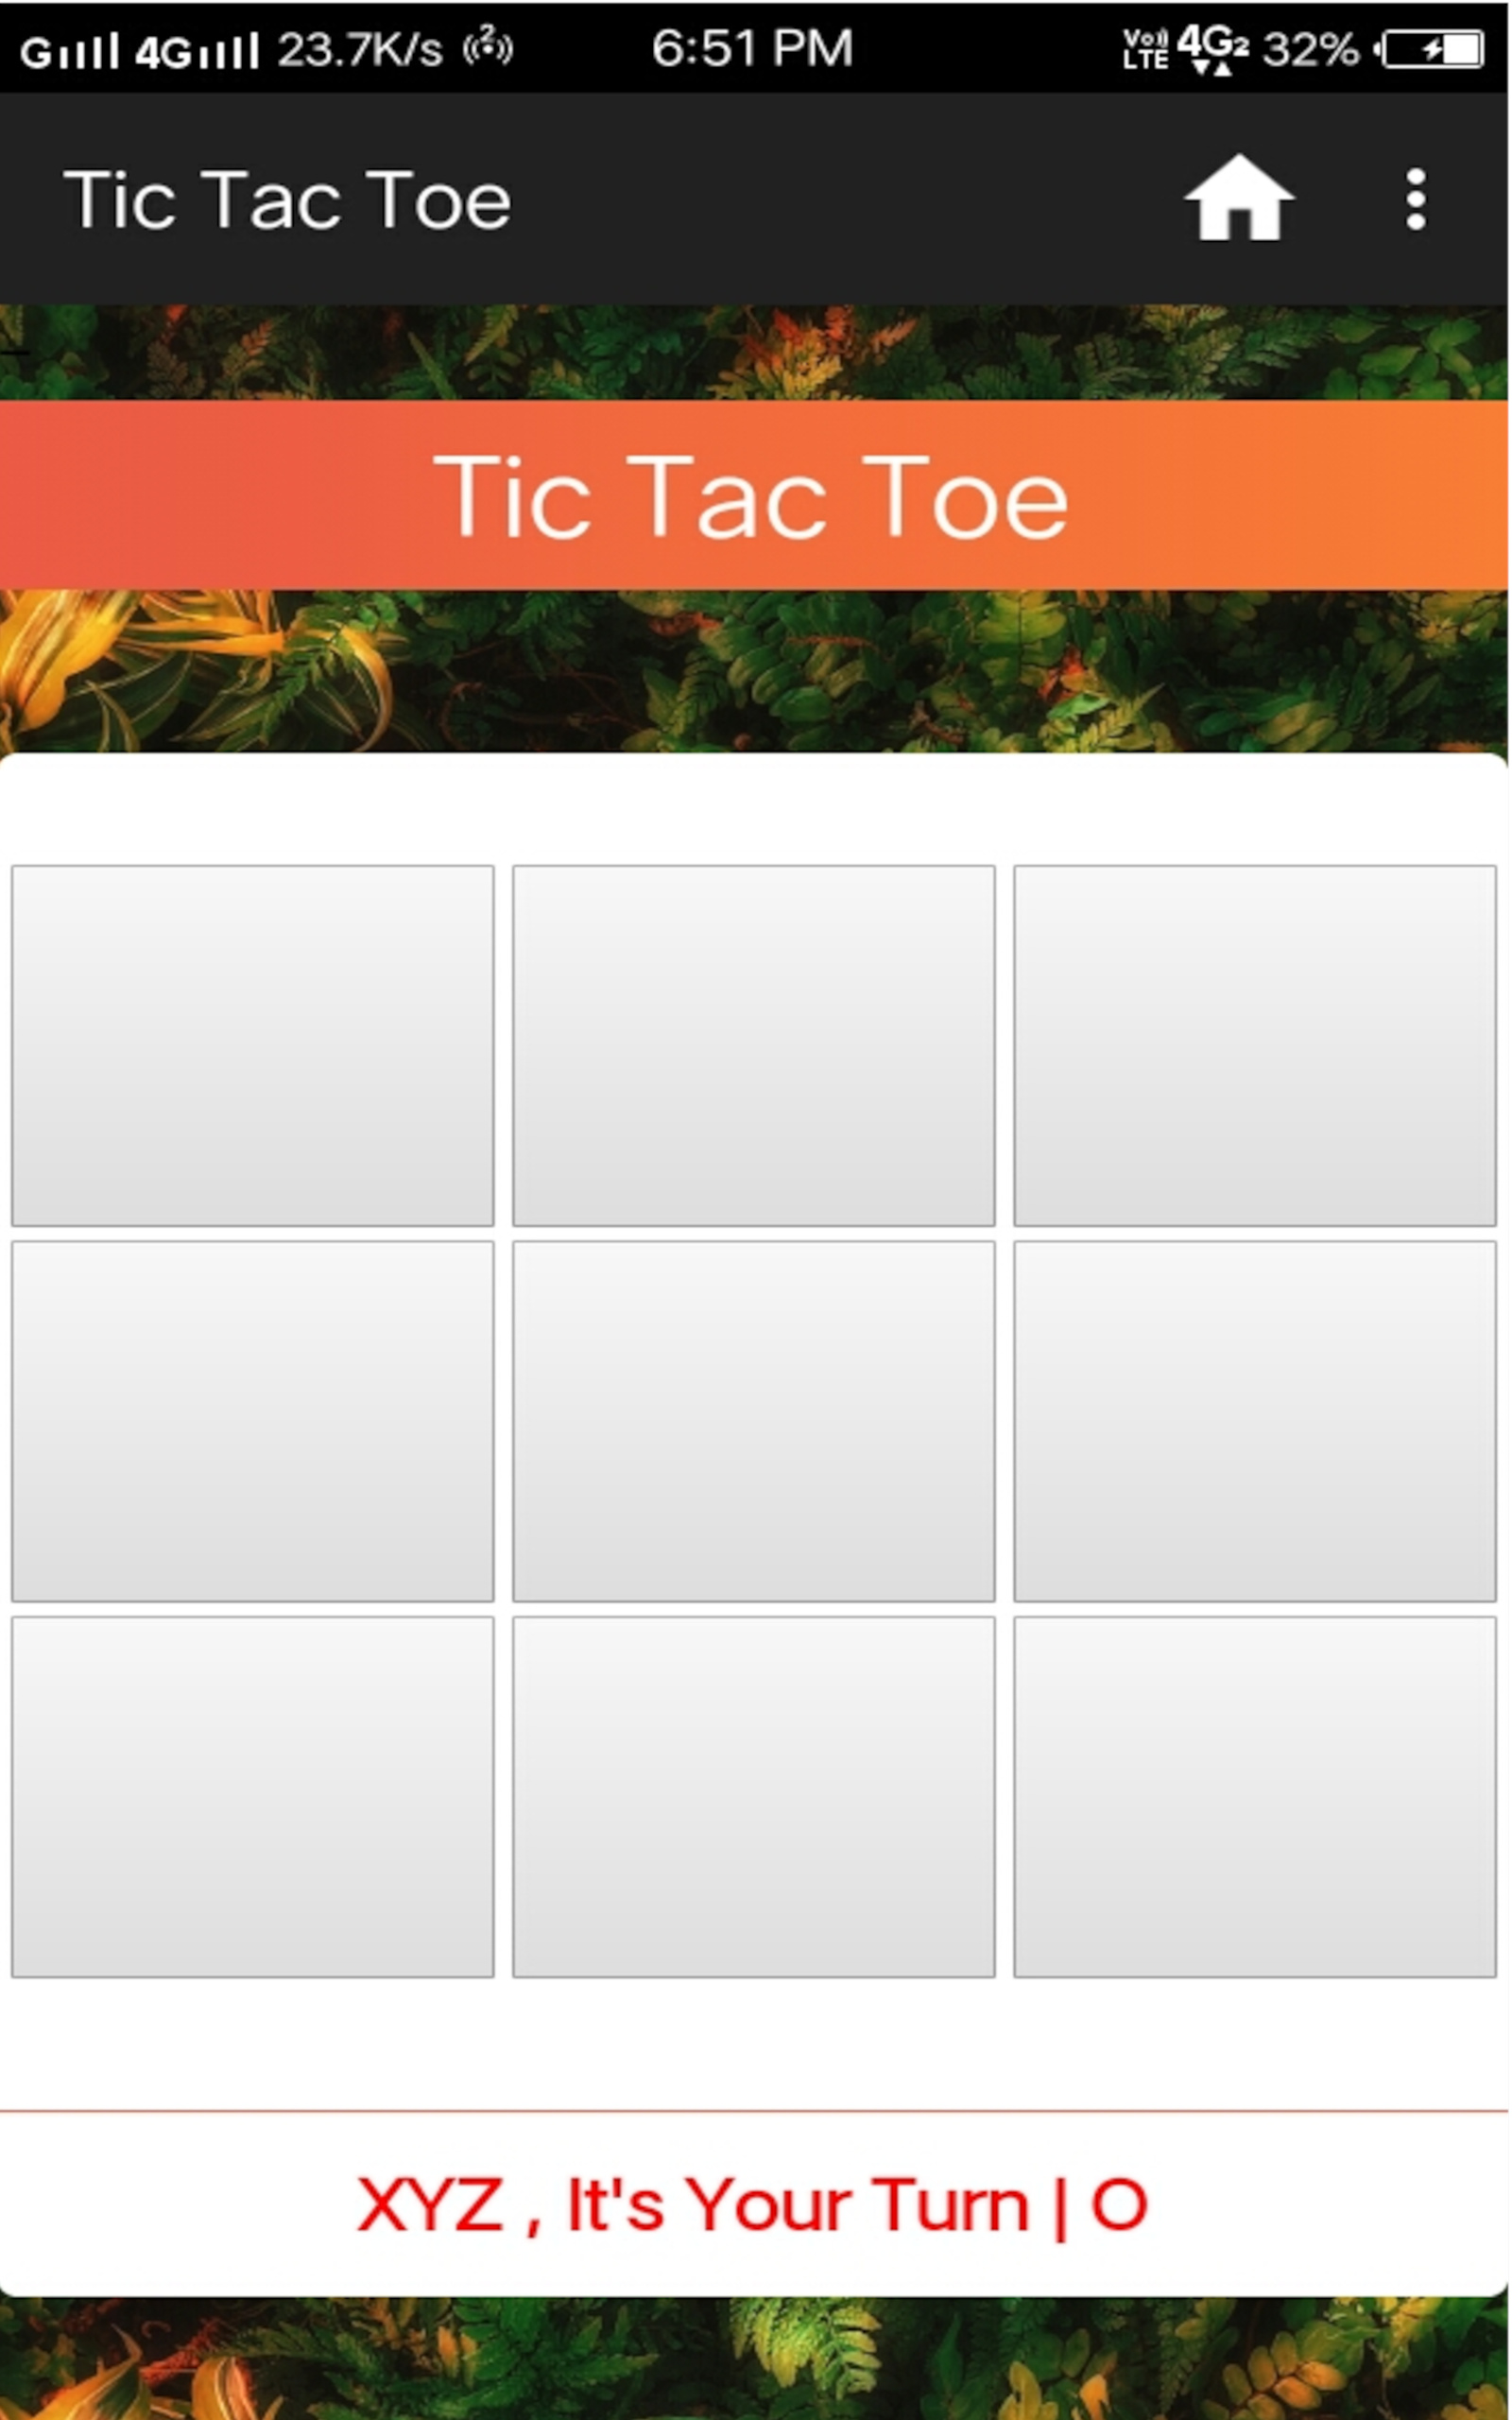 G 4G 23.7K/s 2 6:51 PM Vo)) LTE 4G2 32%
Tic Tac Toe
Tic Tac Toe
XYZ , It's Your Turn | O